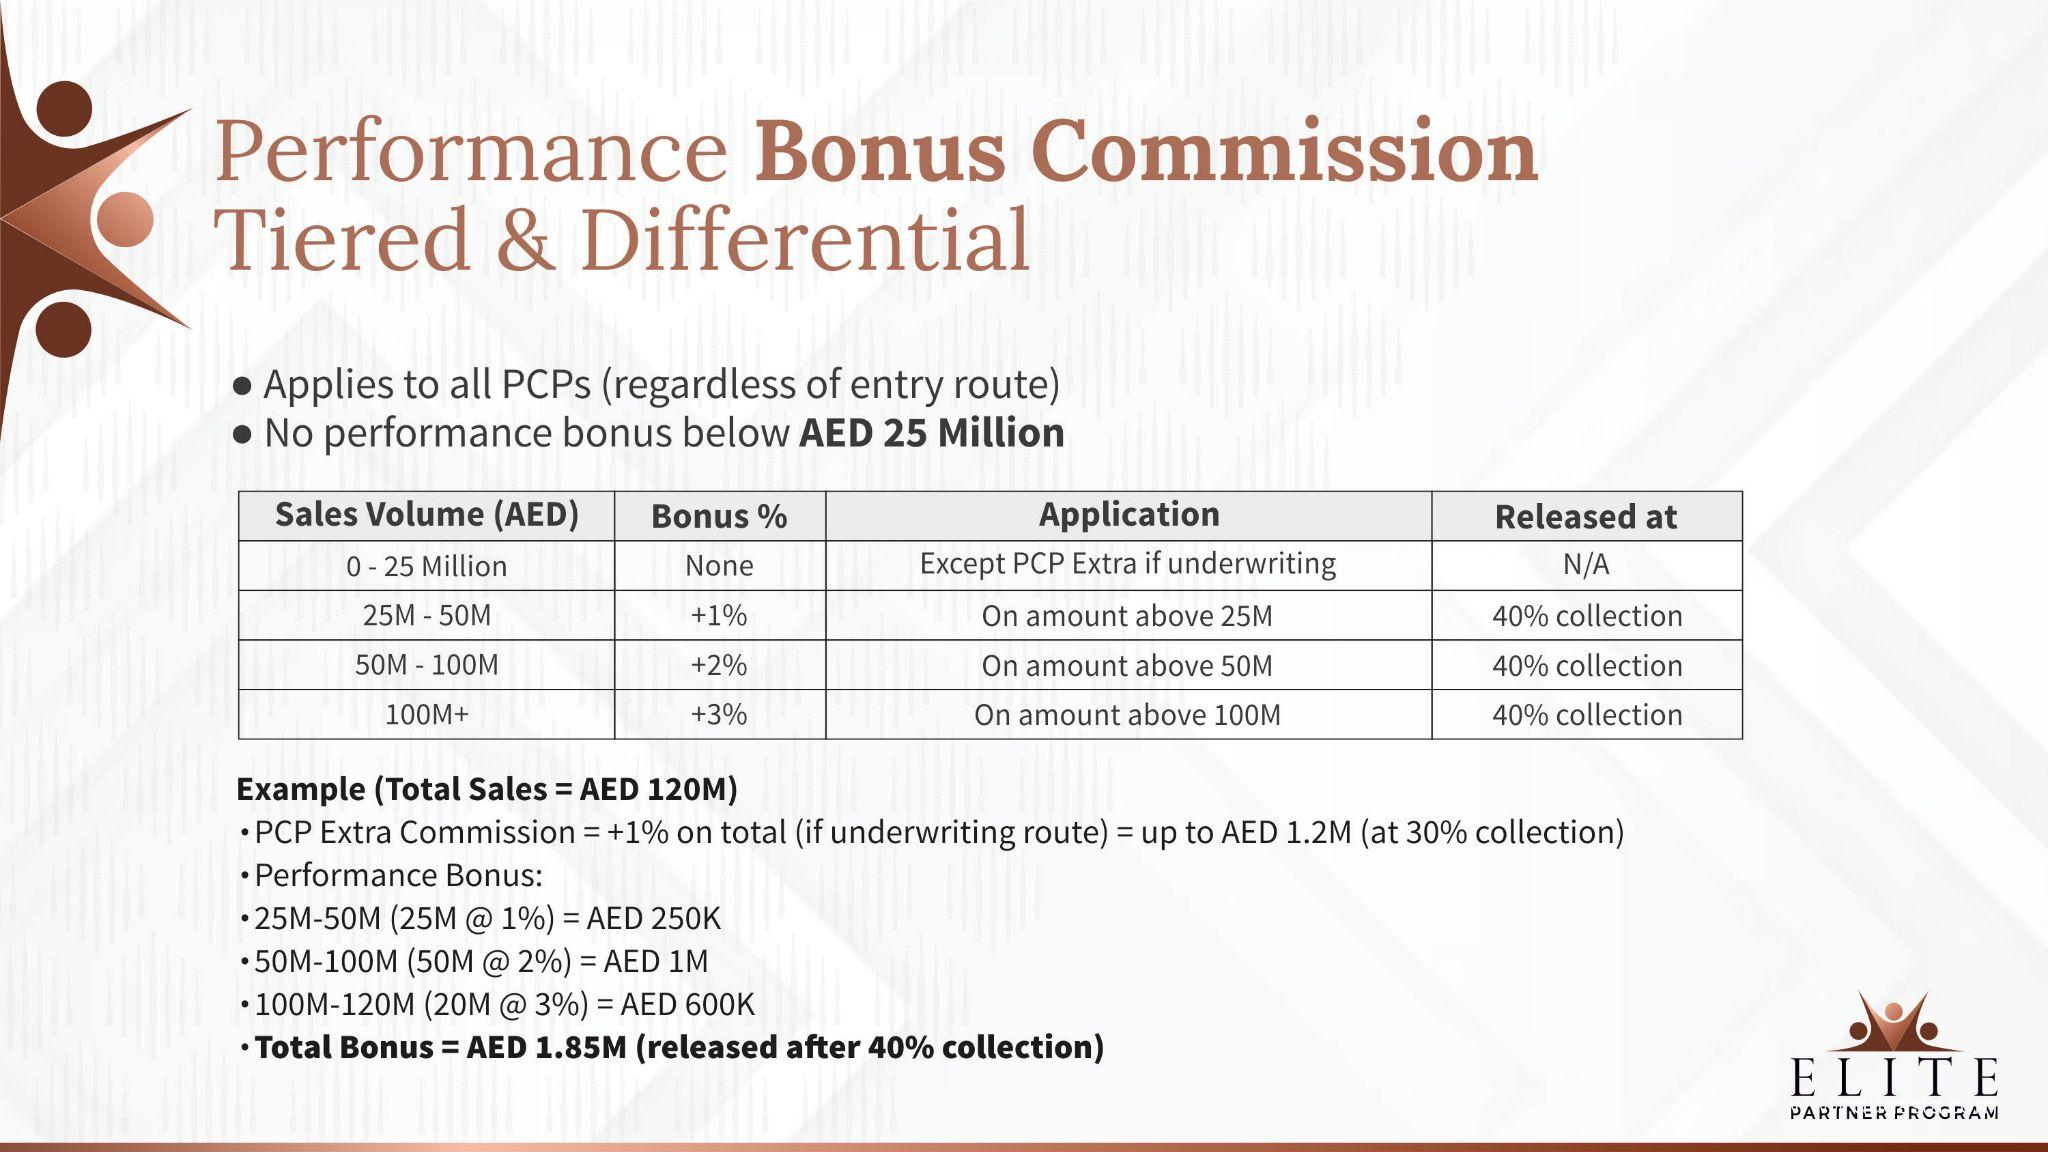 Performance Bonus Commission
Tiered & Differential
● Applies to all PCPs (regardless of entry route)
● No performance bonus below AED 25 Million
Sales Volume (AED) Bonus % Application Released at
0 - 25 Million None Except PCP Extra if underwriting N/A
25M - 50M +1% On amount above 25M 40% collection
50M - 100M +2% On amount above 50M 40% collection
100M+ +3% On amount above 100M 40% collection
Example (Total Sales = AED 120M)
• PCP Extra Commission = +1% on total (if underwriting route) = up to AED 1.2M (at 30% collection)
• Performance Bonus:
• 25M-50M (25M @ 1%) = AED 250K
• 50M-100M (50M @ 2%) = AED 1M
• 100M-120M (20M @ 3%) = AED 600K
• Total Bonus = AED 1.85M (released after 40% collection)
ELITE
PARTNER PROGRAM